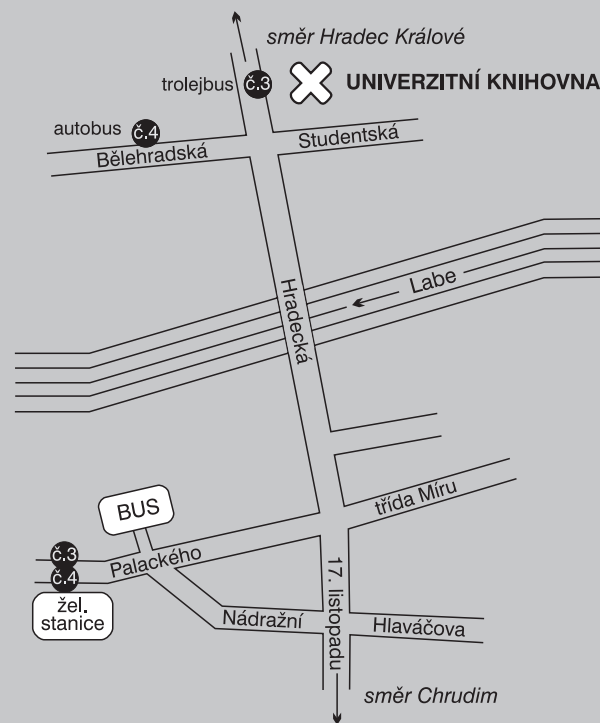 směr Hradec Králové
trolejbus č.3 UNIVERZITNÍ KNIHOVNA
autobus č.4
Bělehradská
Studentská
Hradecká
Labe
třída Míru
BUS
Palackého
č.3
č.4
žel.
stanice
17. listopadu
Nádražní
Hlaváčova
směr Chrudim